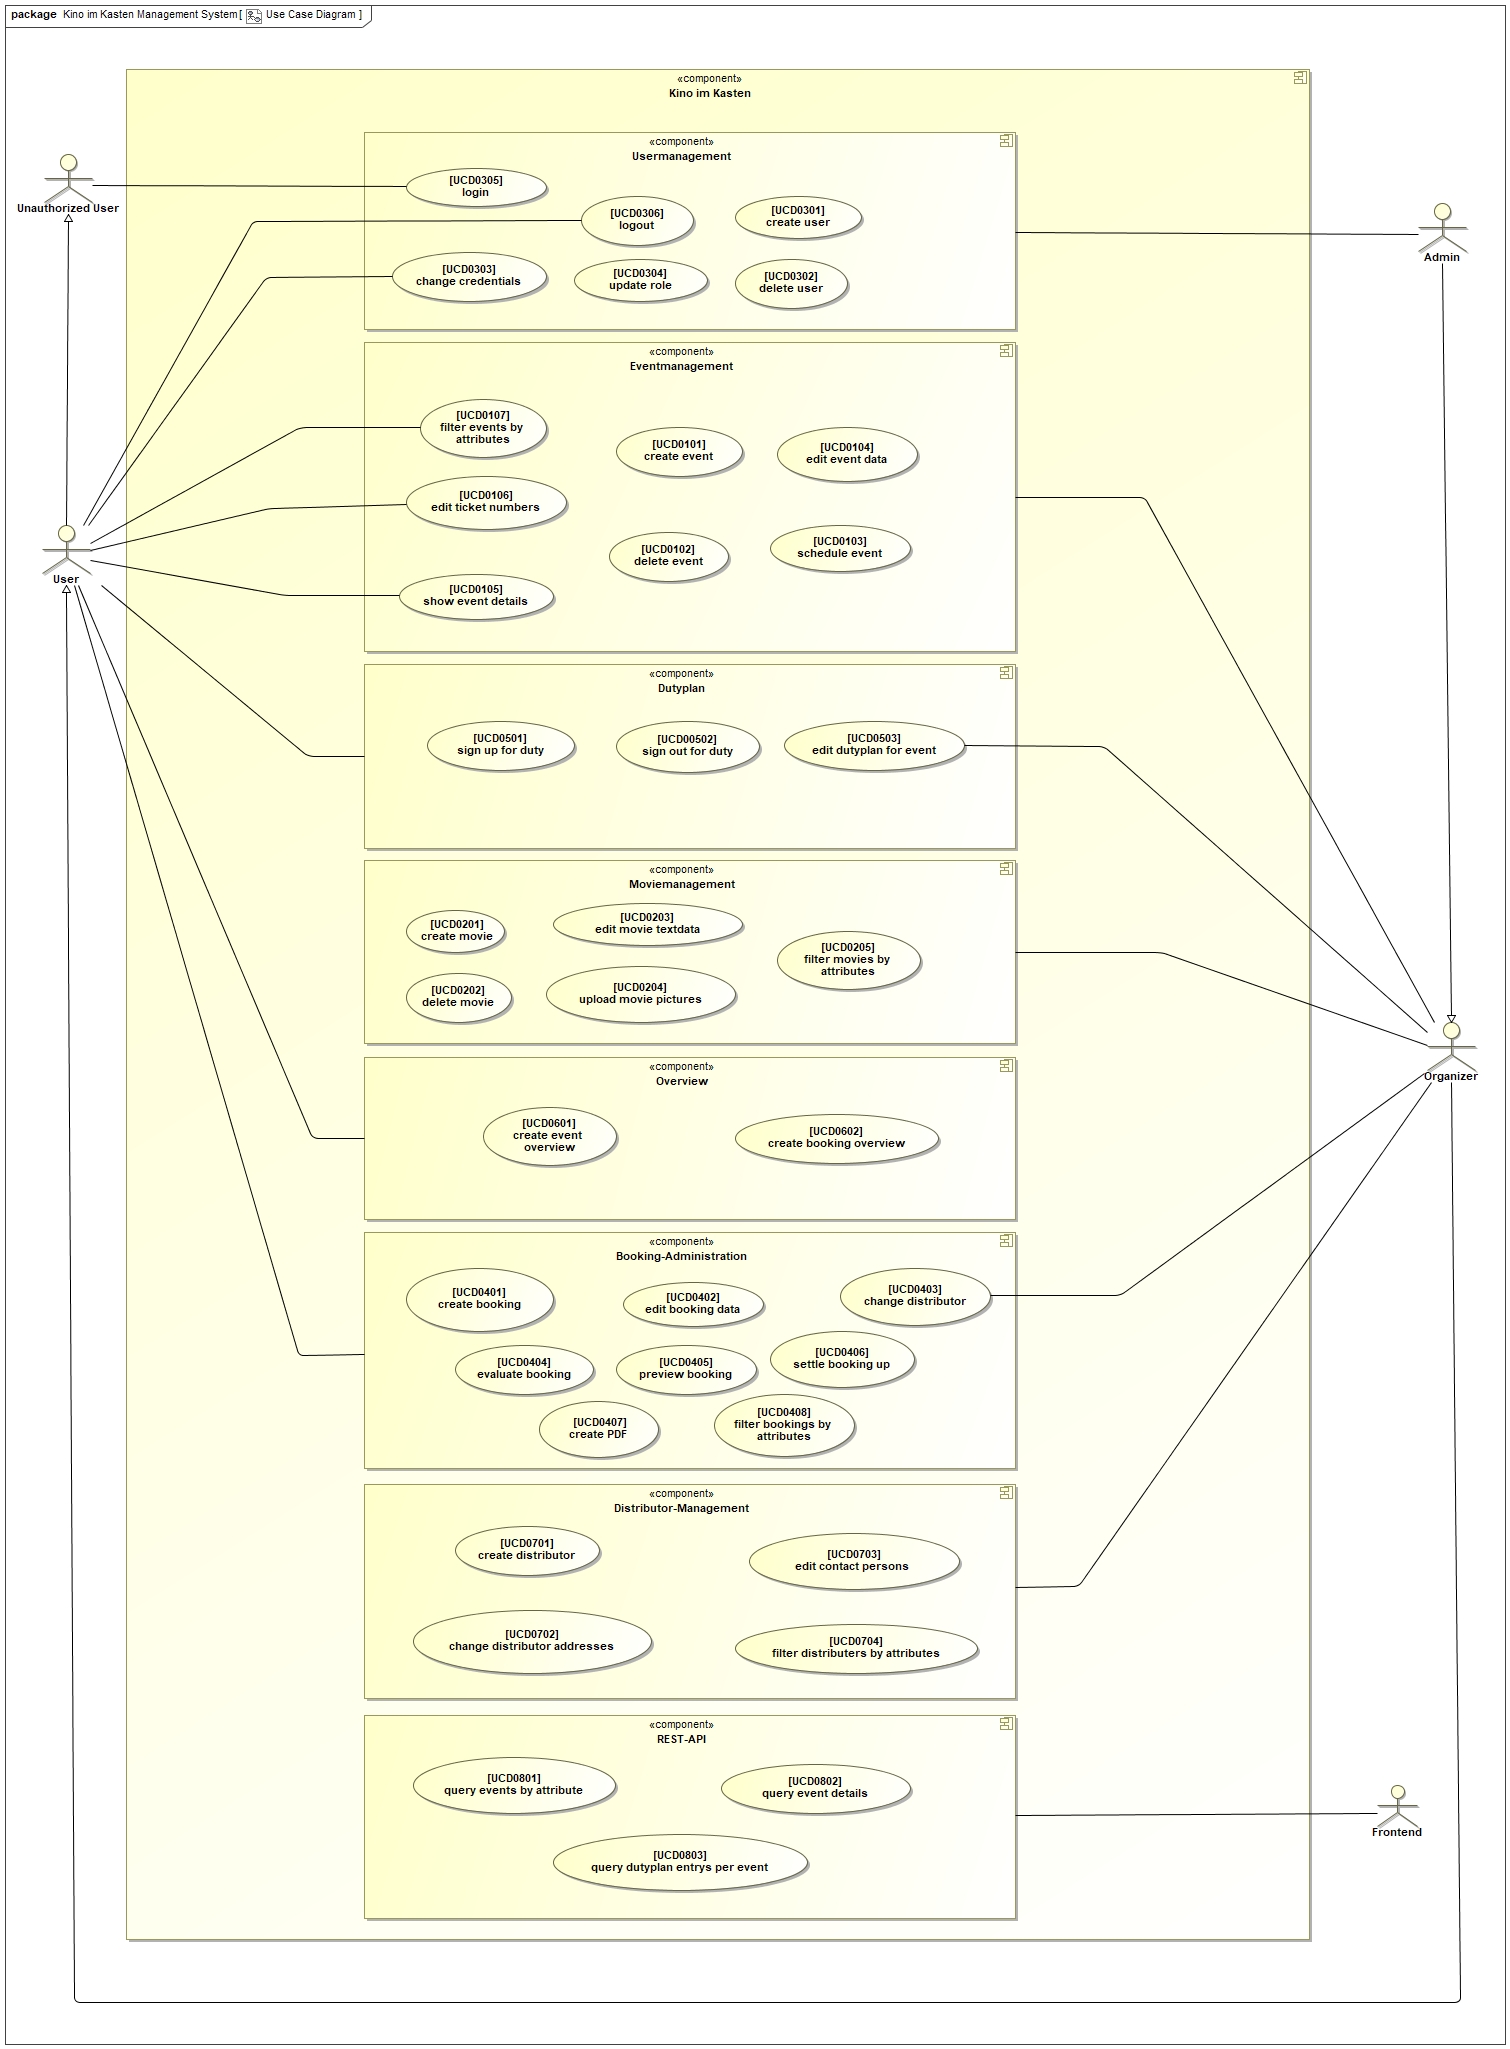 package Kino im Kasten Management System [ Use Case Diagram ]
«component»
Kino im Kasten
«component»
Usermanagement
[UCD0305]
login
[UCD0306]
logout
[UCD0301]
create user
[UCD0303]
change credentials
[UCD0304]
update role
[UCD0302]
delete user
Unauthorized User
Admin
«component»
Eventmanagement
[UCD0107]
filter events by
attributes
[UCD0101]
create event
[UCD0104]
edit event data
[UCD0106]
edit ticket numbers
[UCD0102]
delete event
[UCD0103]
schedule event
[UCD0105]
show event details
User
«component»
Dutyplan
[UCD0501]
sign up for duty
[UCD00502]
sign out for duty
[UCD0503]
edit dutyplan for event
«component»
Moviemanagement
[UCD0201]
create movie
[UCD0203]
edit movie textdata
[UCD0205]
filter movies by
attributes
[UCD0202]
delete movie
[UCD0204]
upload movie pictures
Organizer
«component»
Overview
[UCD0601]
create event
overview
[UCD0602]
create booking overview
«component»
Booking-Administration
[UCD0401]
create booking
[UCD0402]
edit booking data
[UCD0403]
change distributor
[UCD0404]
evaluate booking
[UCD0405]
preview booking
[UCD0406]
settle booking up
[UCD0407]
create PDF
[UCD0408]
filter bookings by
attributes
«component»
Distributor-Management
[UCD0701]
create distributor
[UCD0703]
edit contact persons
[UCD0702]
change distributor addresses
[UCD0704]
filter distributers by attributes
«component»
REST-API
[UCD0801]
query events by attribute
[UCD0802]
query event details
[UCD0803]
query dutyplan entrys per event
Frontend